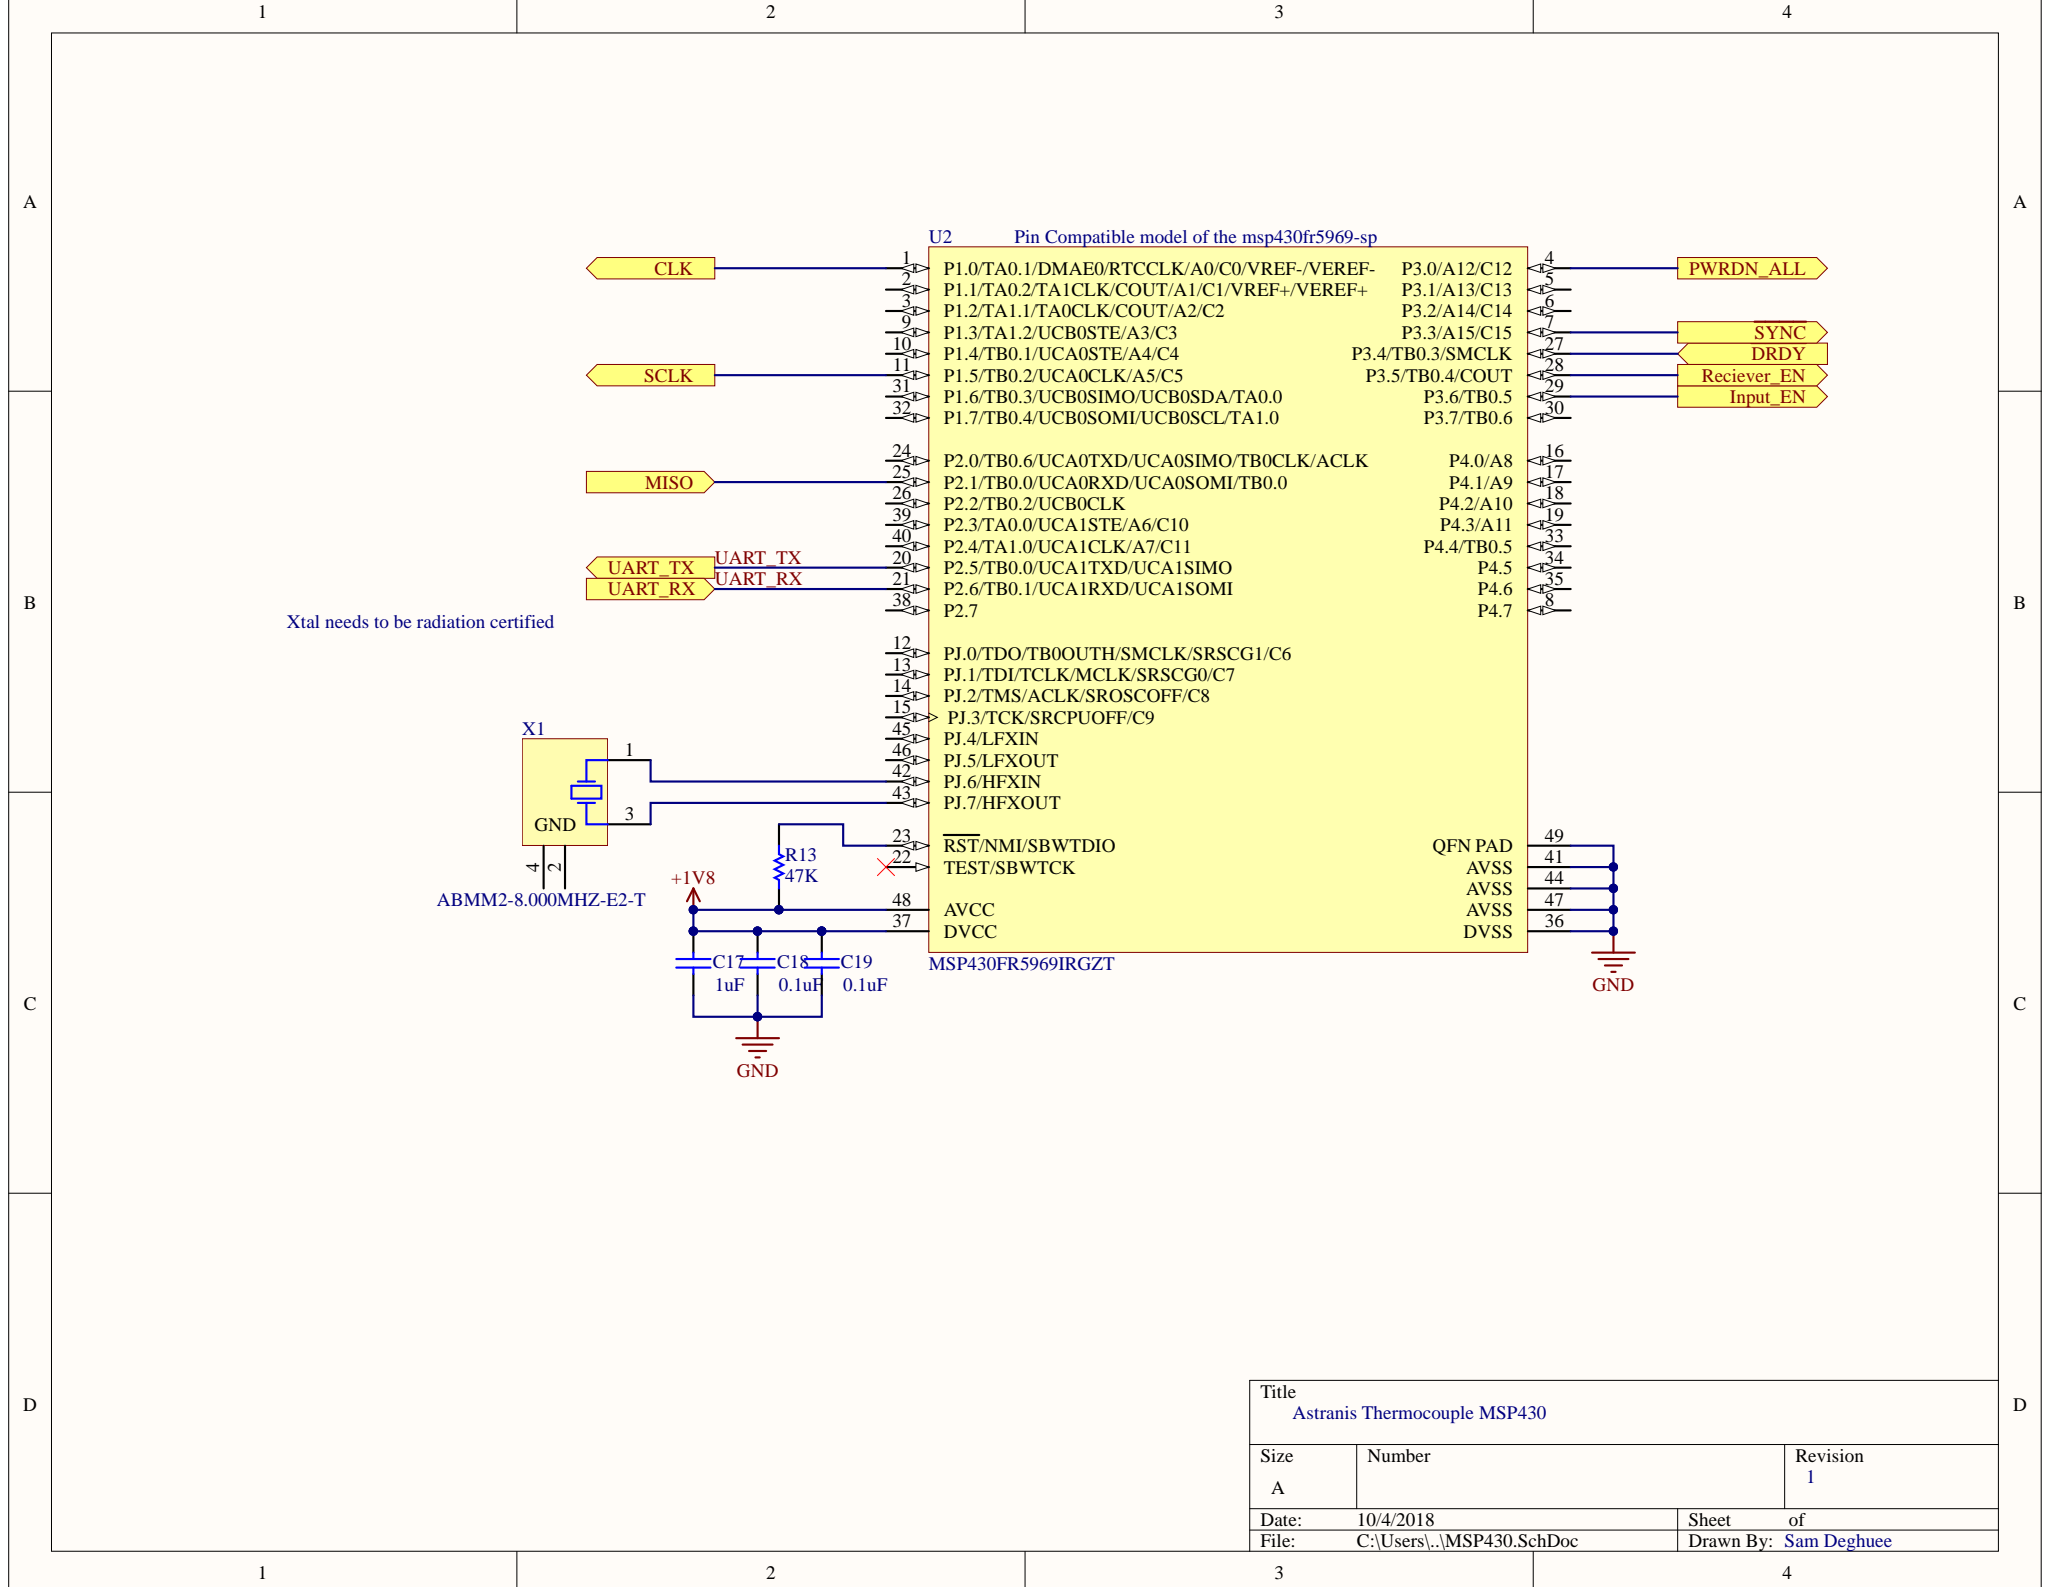 1 2 3 4
A A
U2 Pin Compatible model of the msp430fr5969-sp
CLK 1 P1.0/TA0.1/DMAE0/RTCCLK/A0/C0/VREF-/VEREF- P3.0/A12/C12 4 PWRDN_ALL
2 P1.1/TA0.2/TA1CLK/COUT/A1/C1/VREF+/VEREF+ P3.1/A13/C13 5
3 P1.2/TA1.1/TA0CLK/COUT/A2/C2 P3.2/A14/C14 6
9 P1.3/TA1.2/UCB0STE/A3/C3 P3.3/A15/C15 7 SYNC
10 P1.4/TB0.1/UCA0STE/A4/C4 P3.4/TB0.3/SMCLK 27 DRDY
SCLK 11 P1.5/TB0.2/UCA0CLK/A5/C5 P3.5/TB0.4/COUT 28 Reciever_EN
31 P1.6/TB0.3/UCB0SIMO/UCB0SDA/TA0.0 P3.6/TB0.5 29 Input_EN
32 P1.7/TB0.4/UCB0SOMI/UCB0SCL/TA1.0 P3.7/TB0.6 30
24 P2.0/TB0.6/UCA0TXD/UCA0SIMO/TB0CLK/ACLK P4.0/A8 16
MISO 25 P2.1/TB0.0/UCA0RXD/UCA0SOMI/TB0.0 P4.1/A9 17
26 P2.2/TB0.2/UCB0CLK P4.2/A10 18
39 P2.3/TA0.0/UCA1STE/A6/C10 P4.3/A11 19
40 P2.4/TA1.0/UCA1CLK/A7/C11 P4.4/TB0.5 33
UART_TX UART_TX 20 P2.5/TB0.0/UCA1TXD/UCA1SIMO P4.5 34
UART_RX UART_RX 21 P2.6/TB0.1/UCA1RXD/UCA1SOMI P4.6 35
38 P2.7 P4.7 8
B B
Xtal needs to be radiation certified
12 PJ.0/TDO/TB0OUTH/SMCLK/SRSCG1/C6
13 PJ.1/TDI/TCLK/MCLK/SRSCG0/C7
14 PJ.2/TMS/ACLK/SROSCOFF/C8
15 PJ.3/TCK/SRCPUOFF/C9
X1 45 PJ.4/LFXIN
1 46 PJ.5/LFXOUT
42 PJ.6/HFXIN
43 PJ.7/HFXOUT
3
GND
4 2
ABMM2-8.000MHZ-E2-T
23 RST/NMI/SBWTDIO QFN PAD 49
R13 22 TEST/SBWTCK AVSS 41
47K
+1V8 AVSS 44
48 AVCC AVSS 47
37 DVCC DVSS 36
C17 C18 C19 MSP430FR5969IRGZT
1uF 0.1uF 0.1uF GND
C C
GND
Title
Astranis Thermocouple MSP430
D D
Size Number Revision
A 1
Date: 10/4/2018 Sheet of
File: C:\Users\..\MSP430.SchDoc Drawn By: Sam Deghuee
1 2 3 4